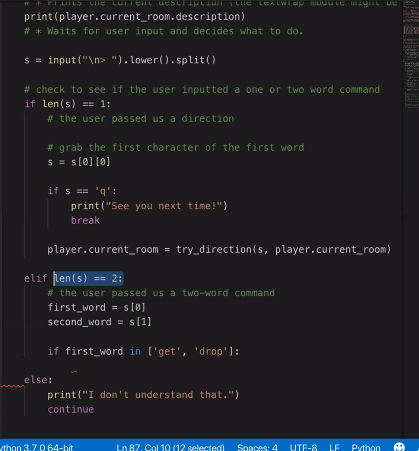 # * Prints the current description (the textwrap module might be
print(player.current_room.description)
# * Waits for user input and decides what to do.
s = input("\n> ").lower().split()
# check to see if the user inputted a one or two word command
if len(s) == 1:
# the user passed us a direction
# grab the first character of the first word
s = s[0][0]
if s == 'q':
print("See you next time!")
break
player.current_room = try_direction(s, player.current_room)
elif len(s) == 2:
# the user passed us a two-word command
first_word = s[0]
second_word = s[1]
if first_word in ['get', 'drop']:
else:
print("I don't understand that.")
continue
ython 3.7.0 64-bit Ln 87, Col 10 (12 selected) Spaces: 4 UTF-8 LF Python